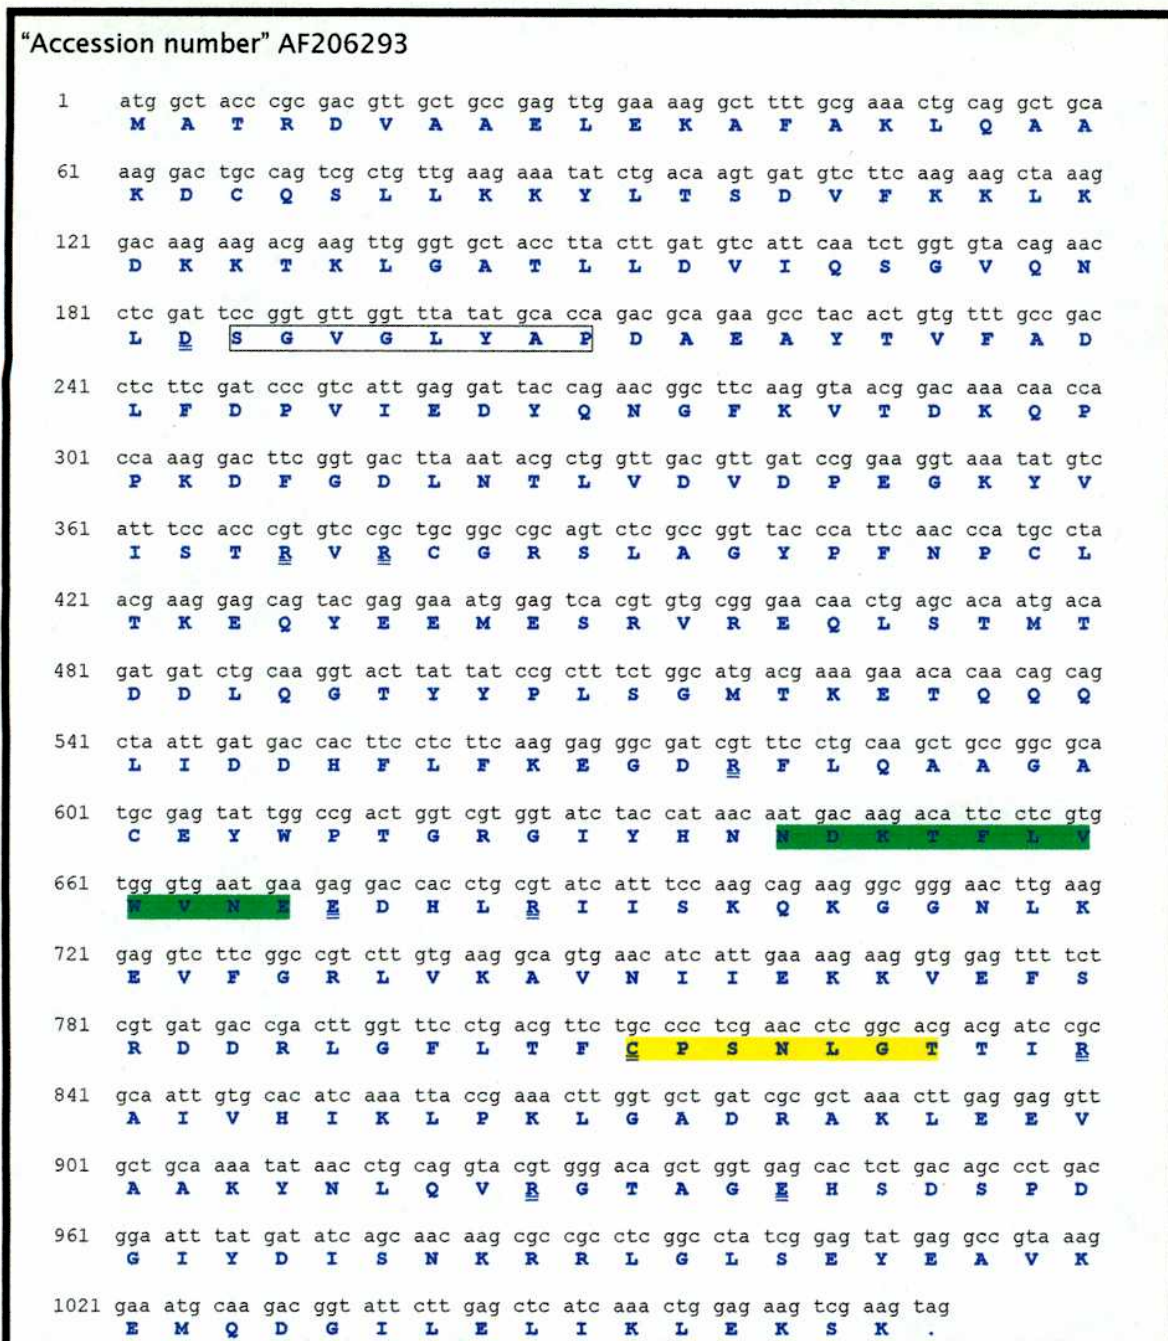 “Accession number” AF206293
1 atg gct acc cgc gac gtt gct gcc gag ttg gaa aag gct ttt gcg aaa ctg cag gct gca
M A T R D V A A E L E K A F A K L Q A A
61 aag gac tgc cag tcg ctg ttg aag aaa tat ctg aca agt gat gtc ttc aag aag cta aag
K D C Q S L L K K Y L T S D V F K K L K
121 gac aag aag acg aag ttg ggt gct acc tta ctt gat gtc att caa tct ggt gta cag aac
D K K T K L G A T L L D V I Q S G V Q N
181 ctc gat tcc ggt gtt ggt tta tat gca cca gac gca gaa gcc tac act gtg ttt gcc gac
L D S G V G L Y A P D A E A Y T V F A D
241 ctc ttc gat ccc gtc att gag gat tac cag aac ggc ttc aag gta acg gac aaa caa cca
L F D P V I E D Y Q N G F K V T D K Q P
301 cca aag gac ttc ggt gac tta aat acg ctg gtt gac gtt gat ccg gaa ggt aaa tat gtc
P K D F G D L N T L V D V D P E G K Y V
361 att tcc acc cgt gtc cgc tgc ggc cgc agt ctc gcc ggt tac cca ttc aac cca tgc cta
I S T R V R C G R S L A G Y P F N P C L
421 acg aag gag cag tac gag gaa atg gag tca cgt gtg cgg gaa caa ctg agc aca atg aca
T K E Q Y E E M E S R V R E Q L S T M T
481 gat gat ctg caa ggt act tat tat ccg ctt tct ggc atg acg aaa gaa aca caa cag cag
D D L Q G T Y Y P L S G M T K E T Q Q Q
541 cta att gat gac cac ttc ctc ttc aag gag ggc gat cgt ttc ctg caa gct gcc ggc gca
L I D D H F L F K E G D R F L Q A A G A
601 tgc gag tat tgg ccg act ggt cgt ggt atc tac cat aac aat gac aag aca ttc ctc gtg
C E Y W P T G R G I Y H N N D K T F L V
661 tgg gtg aat gaa gag gac cac ctg cgt atc att tcc aag cag aag ggc ggg aac ttg aag
W V N E E D H L R I I S K Q K G G N L K
721 gag gtc ttc ggc cgt ctt gtg aag gca gtg aac atc att gaa aag aag gtg gag ttt tct
E V F G R L V K A V N I I E K K V E F S
781 cgt gat gac cga ctt ggt ttc ctg acg ttc tgc ccc tcg aac ctc ggc acg acg atc cgc
R D D R L G F L T F C P S N L G T T I R
841 gca att gtg cac atc aaa tta ccg aaa ctt ggt gct gat cgc gct aaa ctt gag gag gtt
A I V H I K L P K L G A D R A K L E E V
901 gct gca aaa tat aac ctg cag gta cgt ggg aca gct ggt gag cac tct gac agc cct gac
A A K Y N L Q V R G T A G E H S D S P D
961 gga att tat gat atc agc aac aag cgc cgc ctc ggc cta tcg gag tat gag gcc gta aag
G I Y D I S N K R R L G L S E Y E A V K
1021 gaa atg caa gac ggt att ctt gag ctc atc aaa ctg gag aag tcg aag tag
E M Q D G I L E L I K L E K S K .